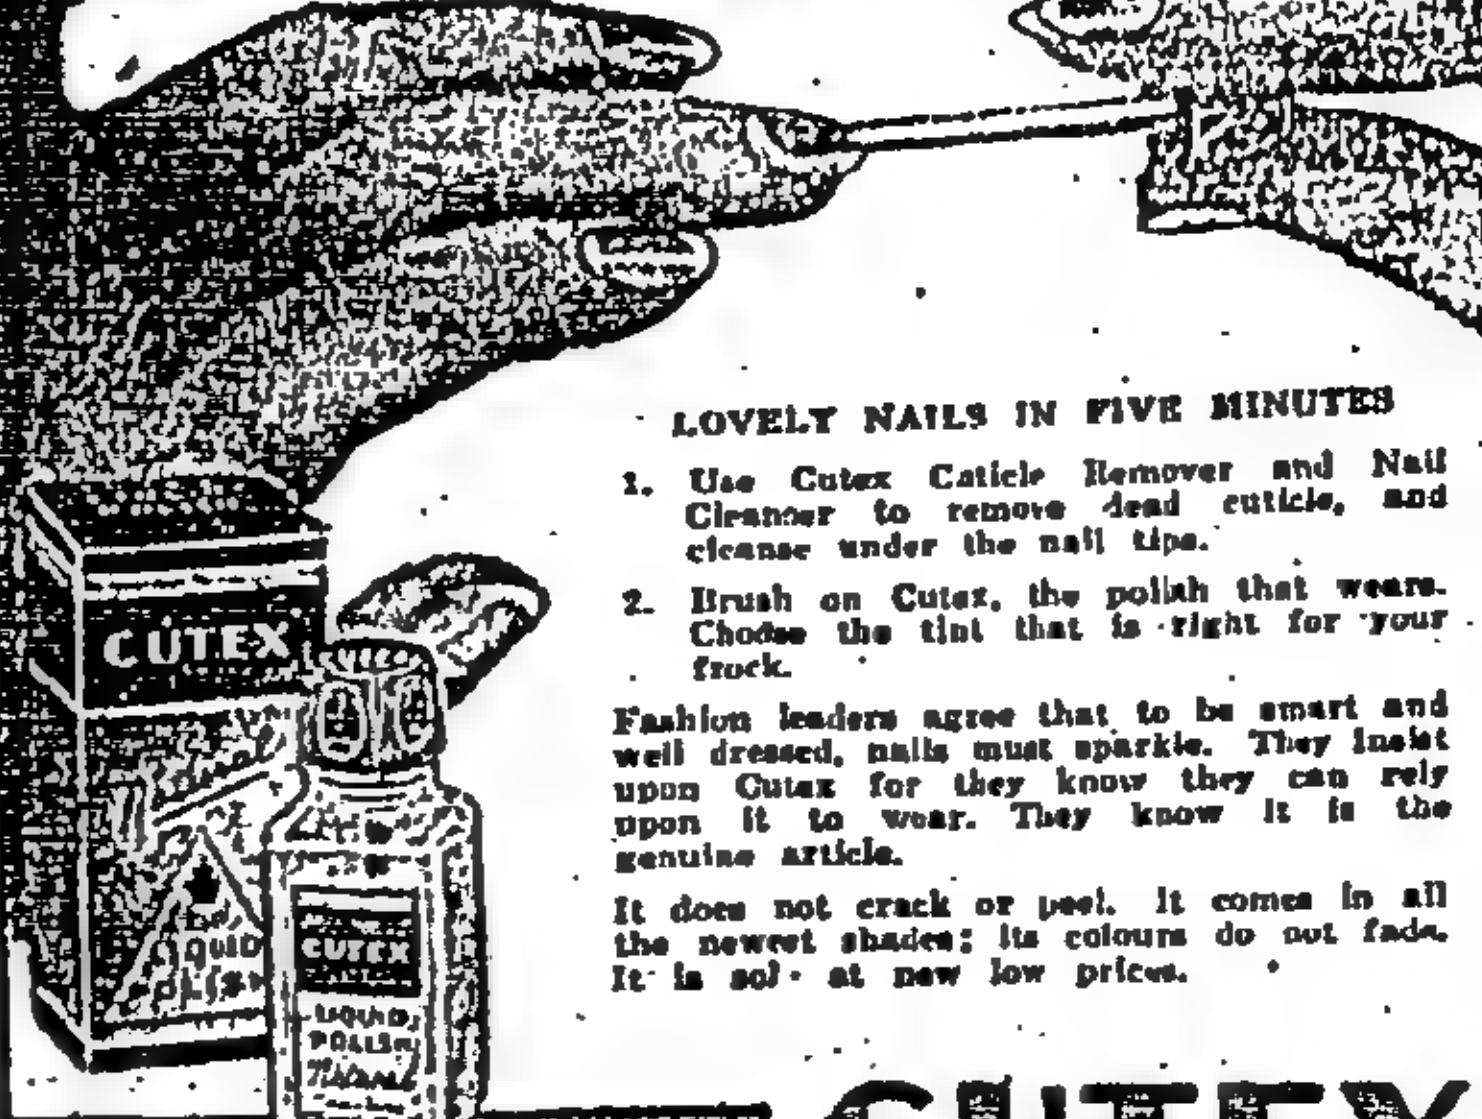 LOVELY NAILS IN FIVE MINUTES
1. Use Cutex Cuticle Remover and Nail
Cleanser to remove dead cuticle, and
cleanse under the nail tips.
2. Brush on Cutex, the polish that wears.
Choose the tint that is right for your
frock.
Fashion leaders agree that to be smart and
well dressed, nails must sparkle. They insist
upon Cutex for they know they can rely
upon it to wear. They know it is the
genuine article.
It does not crack or peel. It comes in all
the newest shades; its colours do not fade.
It is sol at new low prices.
CUTEX
LIQUID
CUTEX
LIQUID
POLISH
Natural
CUTEX